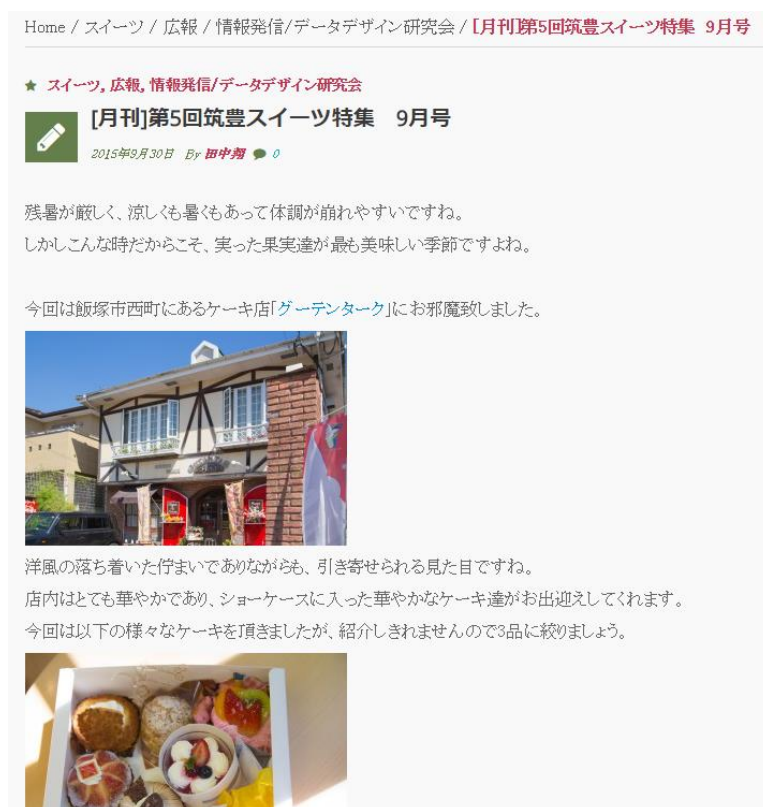 Home / スイーツ / 広報 / 情報発信/データデザイン研究会 / [月刊]第5回筑豊スイーツ特集 9月号
スイーツ, 広報, 情報発信/データデザイン研究会
[月刊]第5回筑豊スイーツ特集　9月号
2015年9月30日 By 田中翔 0
残暑が厳しく、涼しくも暑くもあって体調が崩れやすいですね。
しかしこんな時だからこそ、実った果実達が最も美味しい季節ですよね。
今回は飯塚市西町にあるケーキ店「グーテンターク」にお邪魔致しました。
洋風の落ち着いた佇まいでありながらも、引き寄せられる見た目ですね。
店内はとても華やかであり、ショーケースに入った華やかなケーキ達がお出迎えしてくれます。
今回は以下の様々なケーキを頂きましたが、紹介しきれませんので3品に絞りましょう。